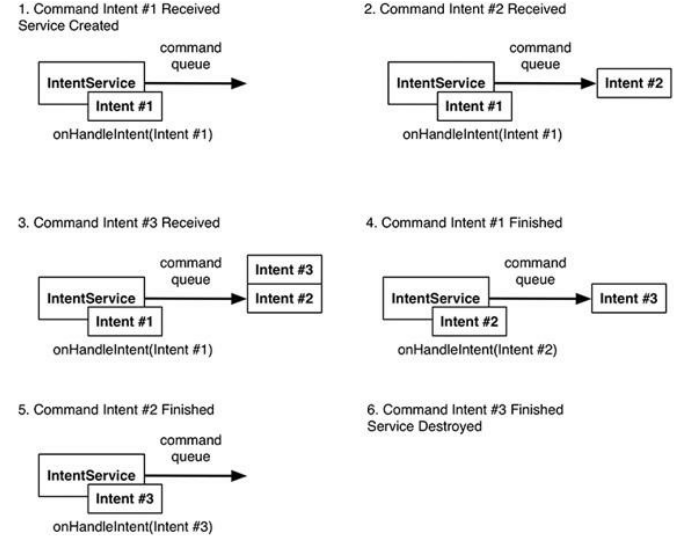 1. Command Intent #1 Received
Service Created
command
queue
IntentService
Intent #1
onHandleIntent(Intent #1)
2. Command Intent #2 Received
command
queue
IntentService
Intent #2
Intent #1
onHandleIntent(Intent #1)
3. Command Intent #3 Received
command
queue
Intent #3
IntentService
Intent #2
Intent #1
onHandleIntent(Intent #1)
4. Command Intent #1 Finished
command
queue
IntentService
Intent #3
Intent #2
onHandleIntent(Intent #2)
5. Command Intent #2 Finished
command
queue
IntentService
Intent #3
onHandleIntent(Intent #3)
6. Command Intent #3 Finished
Service Destroyed